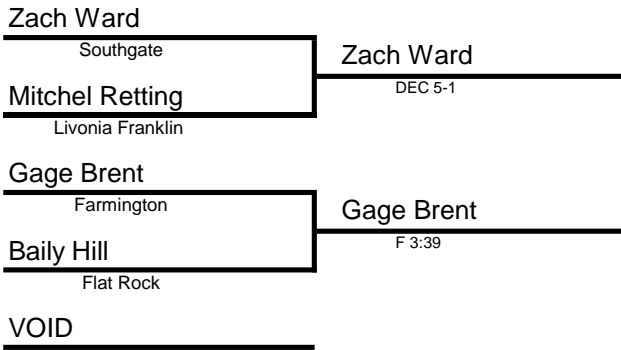 Zach Ward
Southgate
Zach Ward
DEC 5-1
Mitchel Retting
Livonia Franklin
Gage Brent
Farmington
Gage Brent
F 3:39
Baily Hill
Flat Rock
VOID